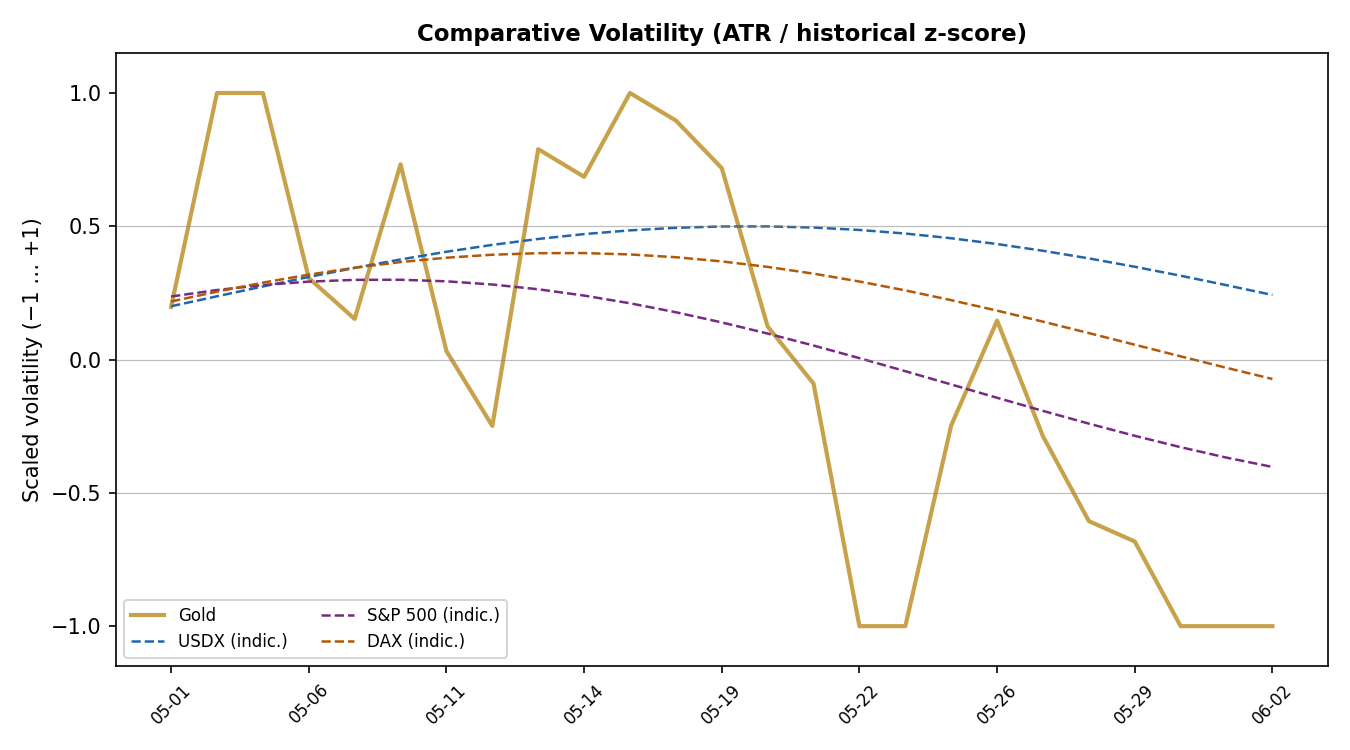 Comparative Volatility (ATR / historical z-score)
Scaled volatility (−1 … +1)
1.0
0.5
0.0
−0.5
−1.0
Gold
USDX (indic.)
S&P 500 (indic.)
DAX (indic.)
05-01
05-06
05-11
05-14
05-19
05-22
05-26
05-29
06-02